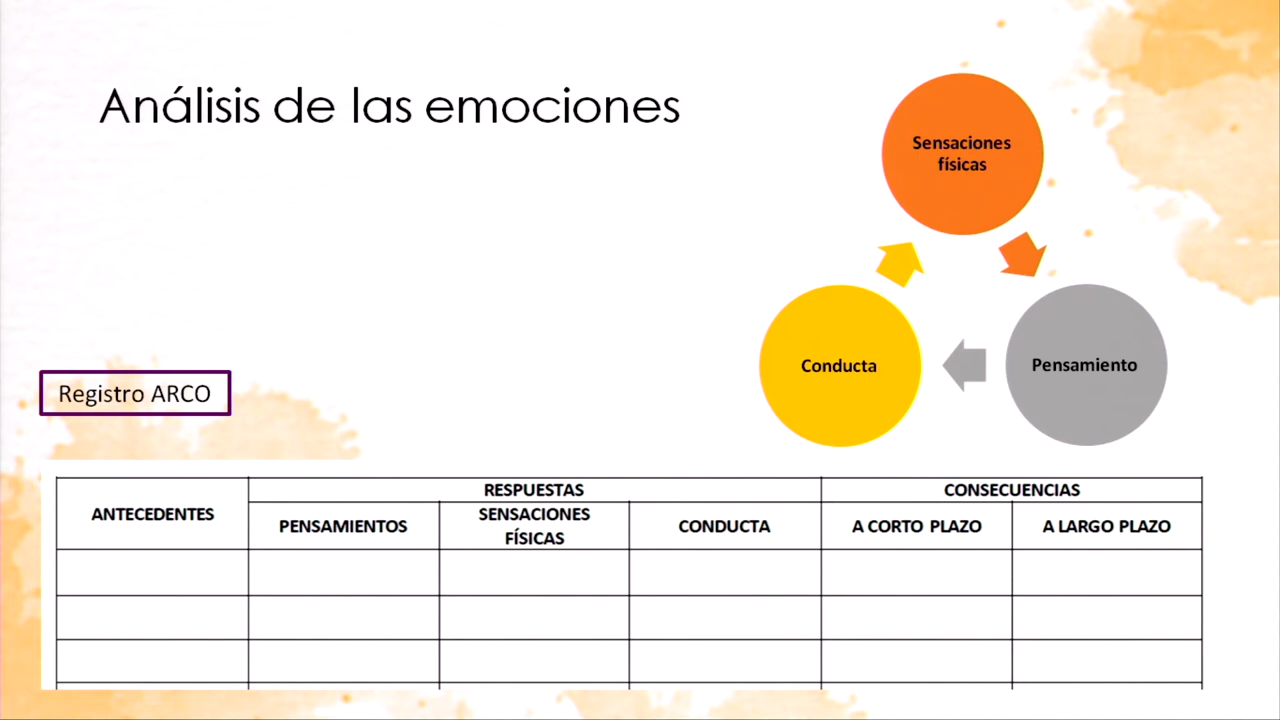 Análisis de las emociones
Sensaciones
físicas
Conducta
Pensamiento
Registro ARCO
ANTECEDENTES
RESPUESTAS
CONSECUENCIAS
PENSAMIENTOS
SENSACIONES
FÍSICAS
CONDUCTA
A CORTO PLAZO
A LARGO PLAZO